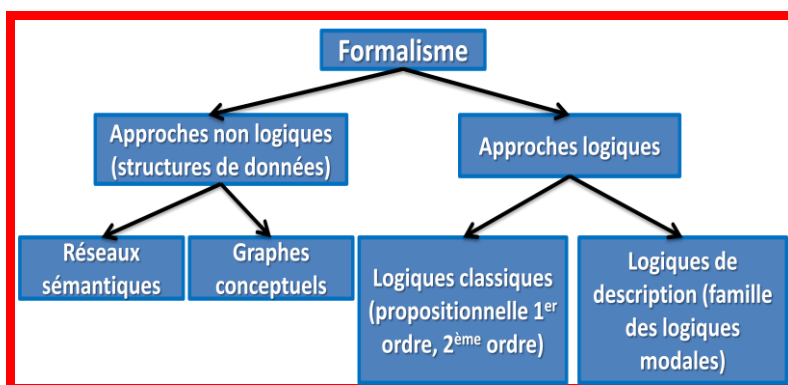 Formalisme
Approches non logiques
(structures de données)
Approches logiques
Réseaux
sémantiques
Graphes
conceptuels
Logiques classiques
(propositionnelle 1er
ordre, 2ème ordre)
Logiques de
description (famille
des logiques
modales)